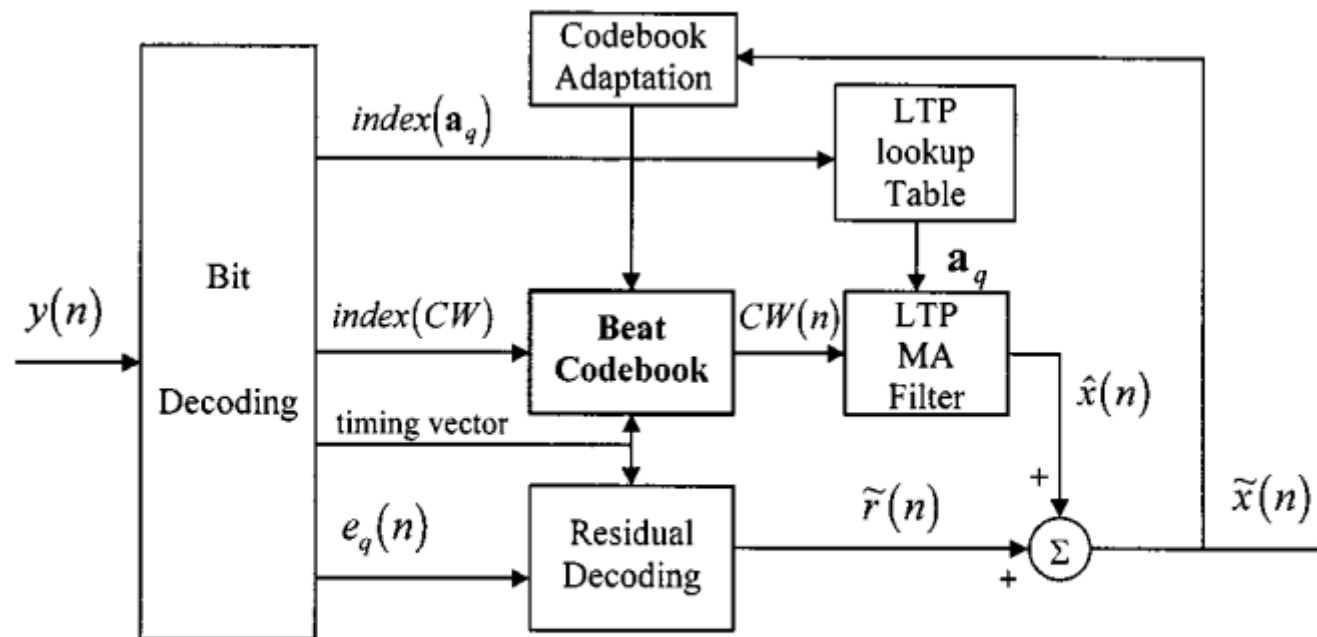 Codebook
Adaptation
LTP
lookup
Table
index(a_q)
a_q
y(n)
Bit
Decoding
index(CW)
Beat
Codebook
CW(n)
LTP
MA
Filter
x̂(n)
timing vector
+
e_q(n)
Residual
Decoding
r̃(n)
Σ
+
x̃(n)